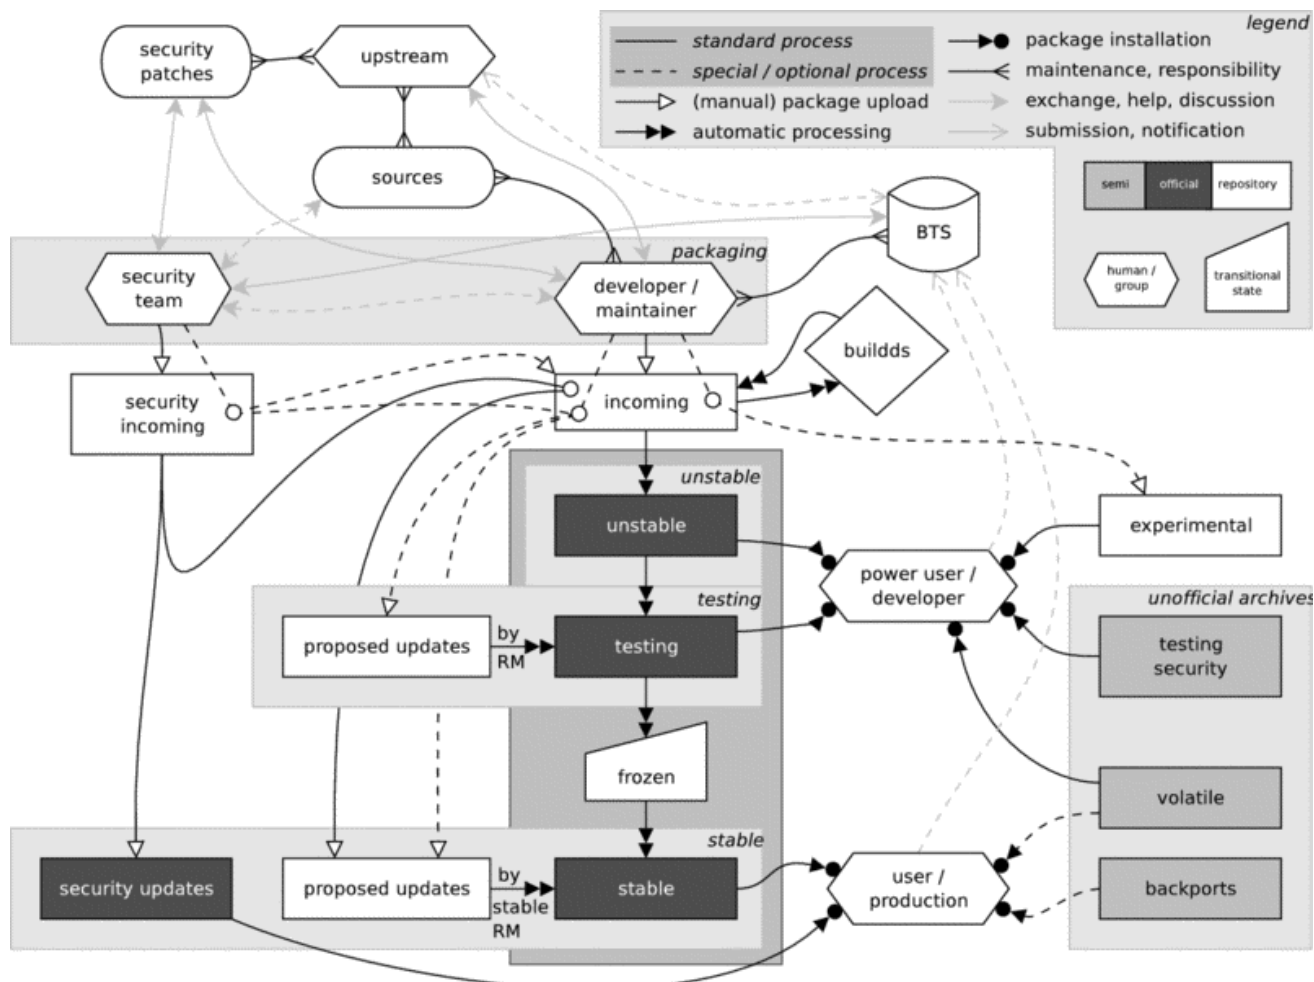 legend
standard process
special / optional process
(manual) package upload
automatic processing
package installation
maintenance, responsibility
exchange, help, discussion
submission, notification
semi
official
repository
human /
group
transitional
state
security
patches
upstream
sources
BTS
packaging
security
team
developer /
maintainer
buildds
security
incoming
incoming
unstable
unstable
experimental
power user /
developer
testing
unofficial archives
proposed updates
by
RM
testing
testing
security
frozen
volatile
stable
security updates
proposed updates
by
stable
RM
stable
user /
production
backports